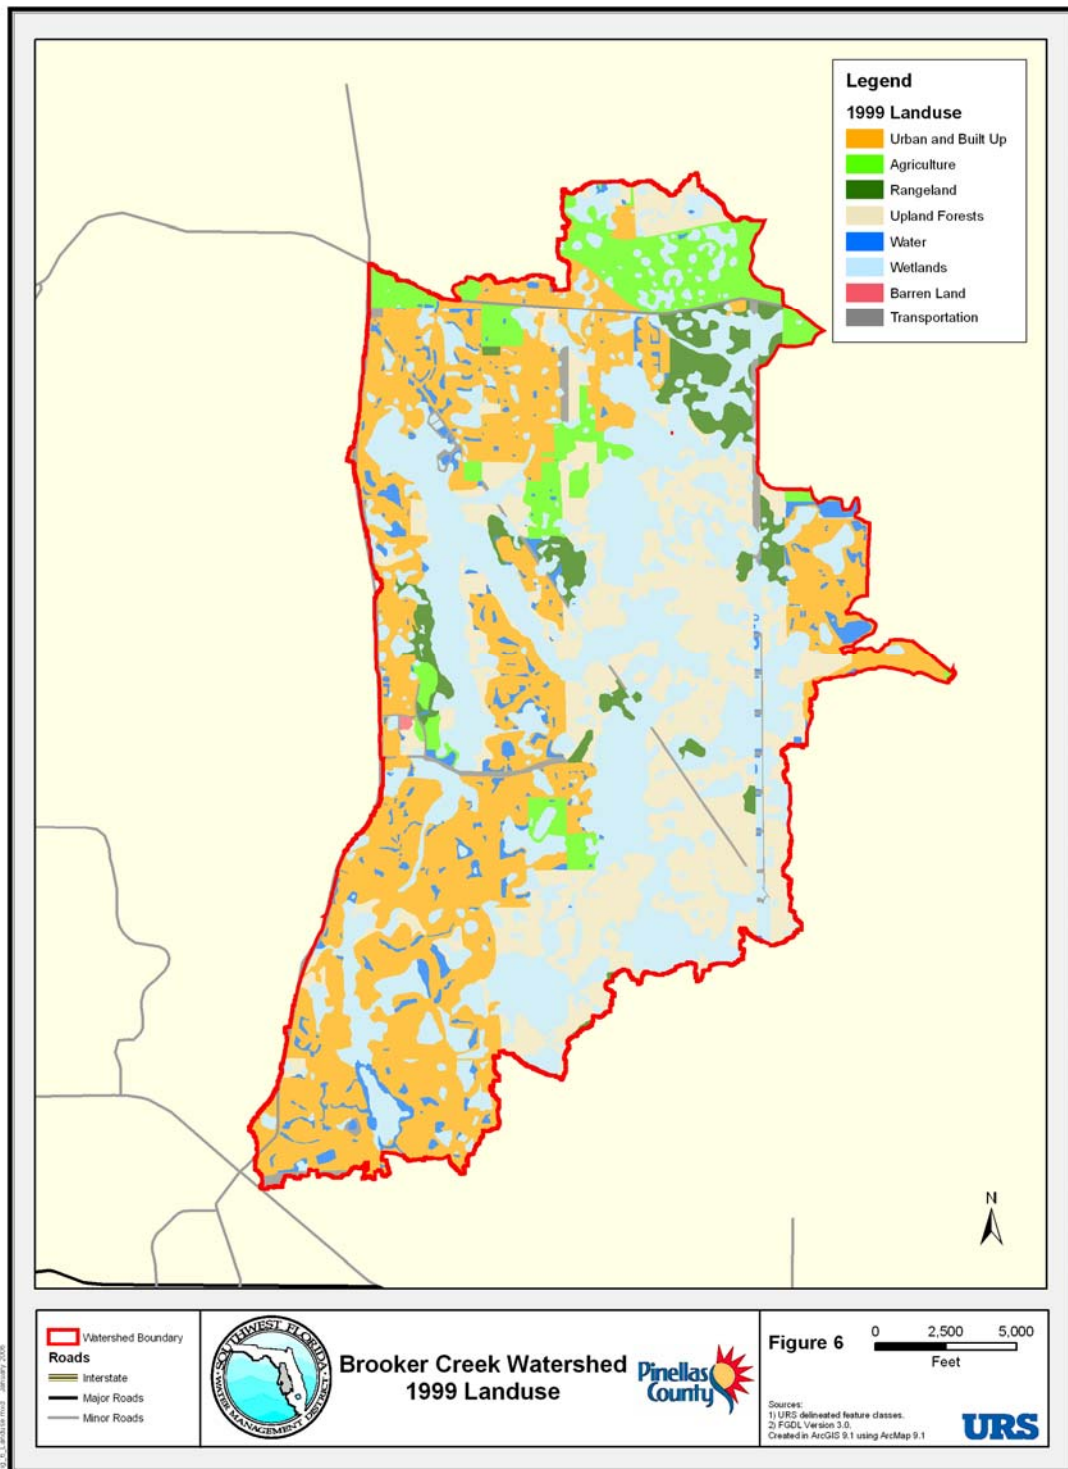 Legend
1999 Landuse
Urban and Built Up
Agriculture
Rangeland
Upland Forests
Water
Wetlands
Barren Land
Transportation
N
Watershed Boundary
Roads
Interstate
Major Roads
Minor Roads
SOUTHWEST FLORIDA
WATER MANAGEMENT DISTRICT
Brooker Creek Watershed
1999 Landuse
Pinellas
County
Figure 6
0 2,500 5,000
Feet
Sources:
1) URS delineated feature classes.
2) FGDL Version 3.0.
Created in ArcGIS 9.1 using ArcMap 9.1
URS
January 2006